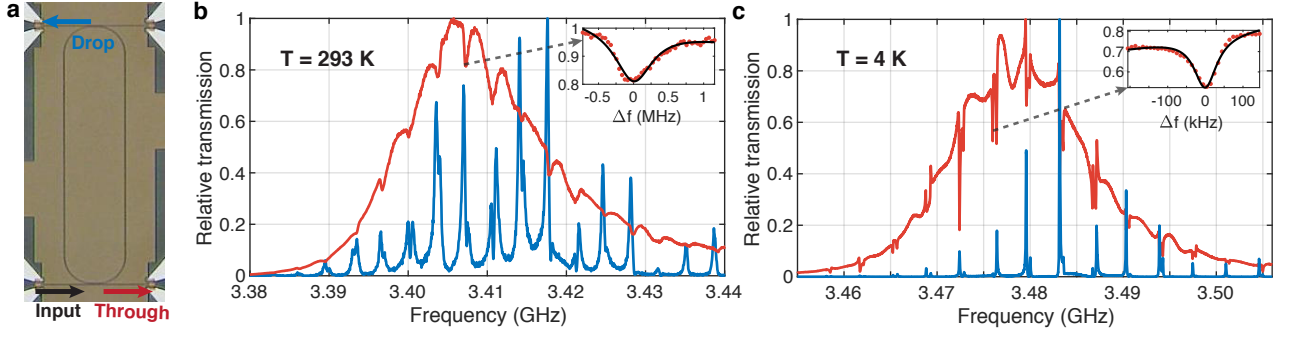 a
Drop
Input
Through
b
T = 293 K
Relative transmission
1
0.8
0.6
0.4
0.2
0
3.38
3.39
3.40
3.41
3.42
3.43
3.44
Frequency (GHz)
1
0.9
0.8
-0.5
0
0.5
1
Δf (MHz)
c
T = 4 K
Relative transmission
1
0.8
0.6
0.4
0.2
0
3.46
3.47
3.48
3.49
3.50
Frequency (GHz)
0.8
0.6
-100
0
100
Δf (kHz)